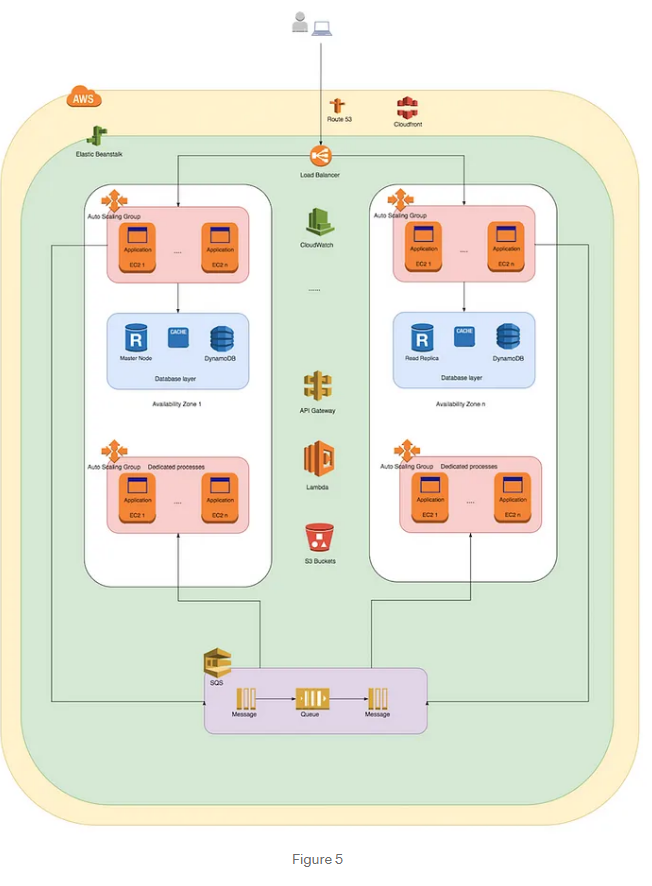 AWS
Route 53
Cloudfront
Elastic Beanstalk
Load Balancer
Auto Scaling Group
Application
EC2 1
....
Application
EC2 n
CloudWatch
......
Auto Scaling Group
Application
EC2 1
....
Application
EC2 n
R
Master Node
CACHE
DynamoDB
Database layer
Availability Zone 1
R
Read Replica
CACHE
DynamoDB
Database layer
Availability Zone n
API Gateway
Lambda
S3 Buckets
Auto Scaling Group Dedicated processes
Application
EC2 1
....
Application
EC2 n
Auto Scaling Group Dedicated processes
Application
EC2 1
....
Application
EC2 n
SQS
Message
Queue
Message
Figure 5